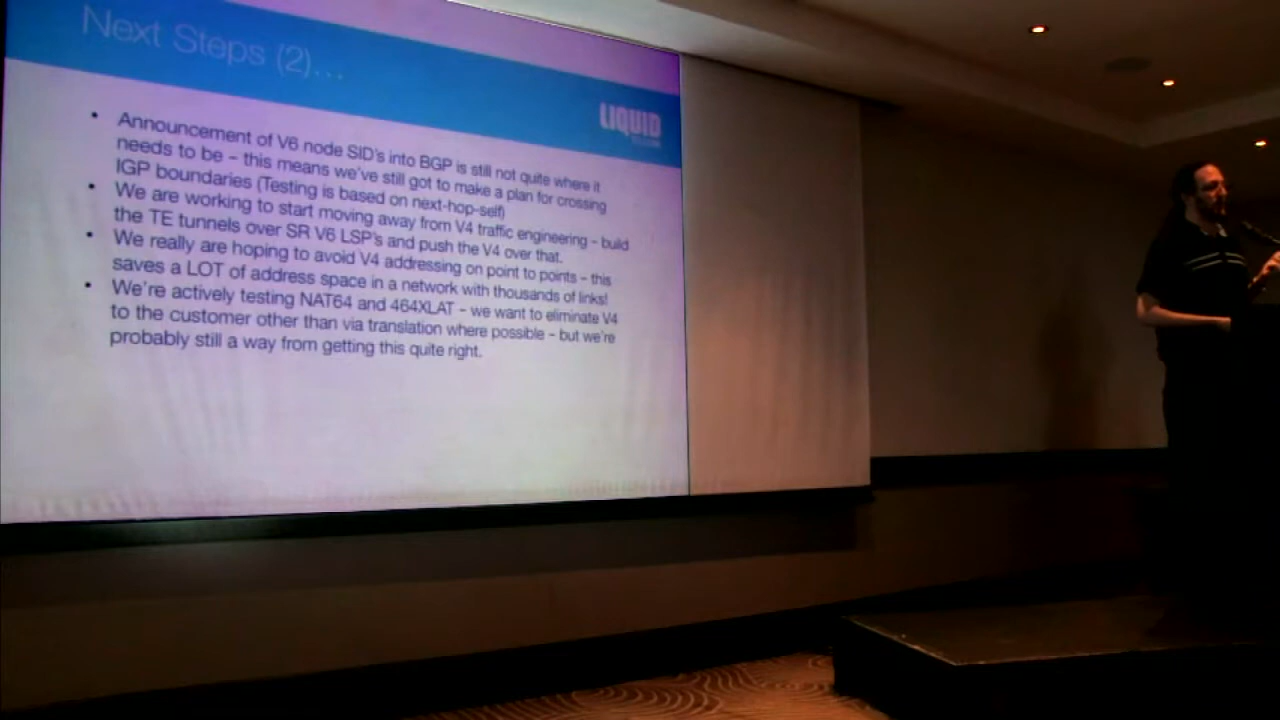 Next Steps (2)...
LIQUID
• Announcement of V6 node SID's into BGP is still not quite where it
needs to be – this means we've still got to make a plan for crossing
IGP boundaries (Testing is based on next-hop-self)
• We are working to start moving away from V4 traffic engineering – build
the TE tunnels over SR V6 LSP's and push the V4 over that.
• We really are hoping to avoid V4 addressing on point to points – this
saves a LOT of address space in a network with thousands of links!
• We're actively testing NAT64 and 464XLAT – we want to eliminate V4
to the customer other than via translation where possible – but we're
probably still a way from getting this quite right.